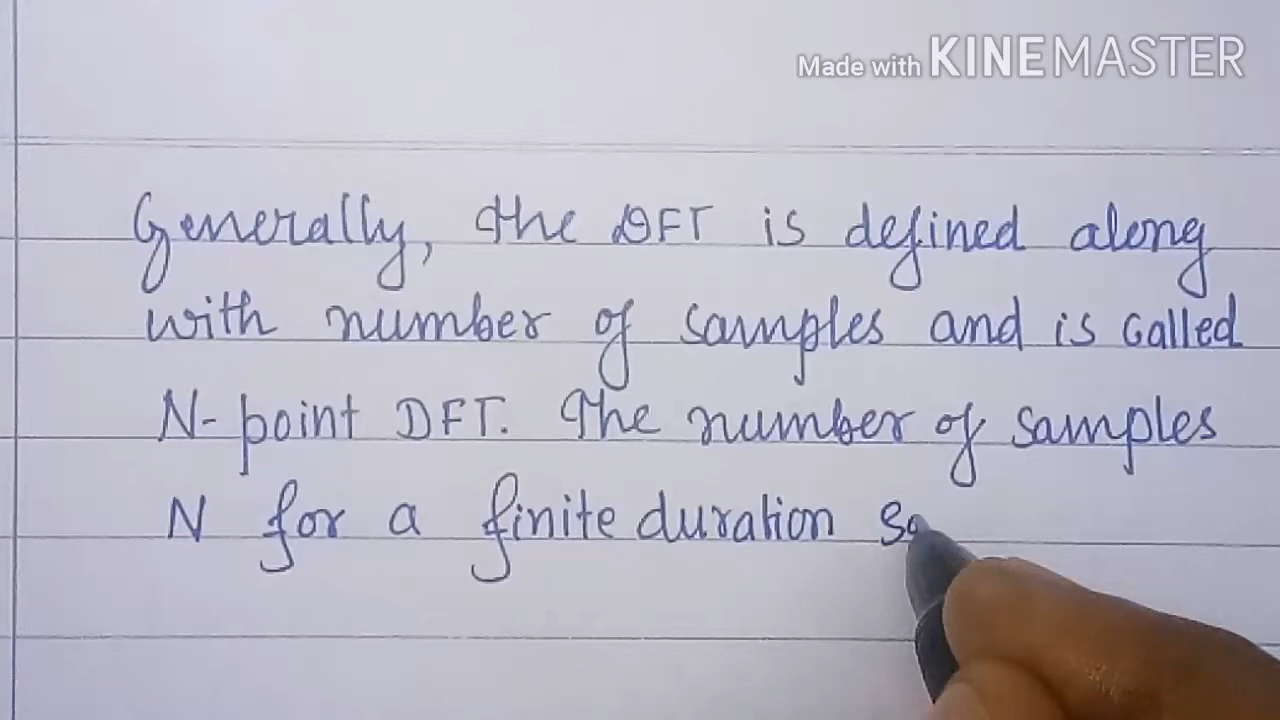 Made with KINEMASTER
Generally, the DFT is defined along
with number of samples and is called
N-point DFT. The number of samples
N for a finite duration